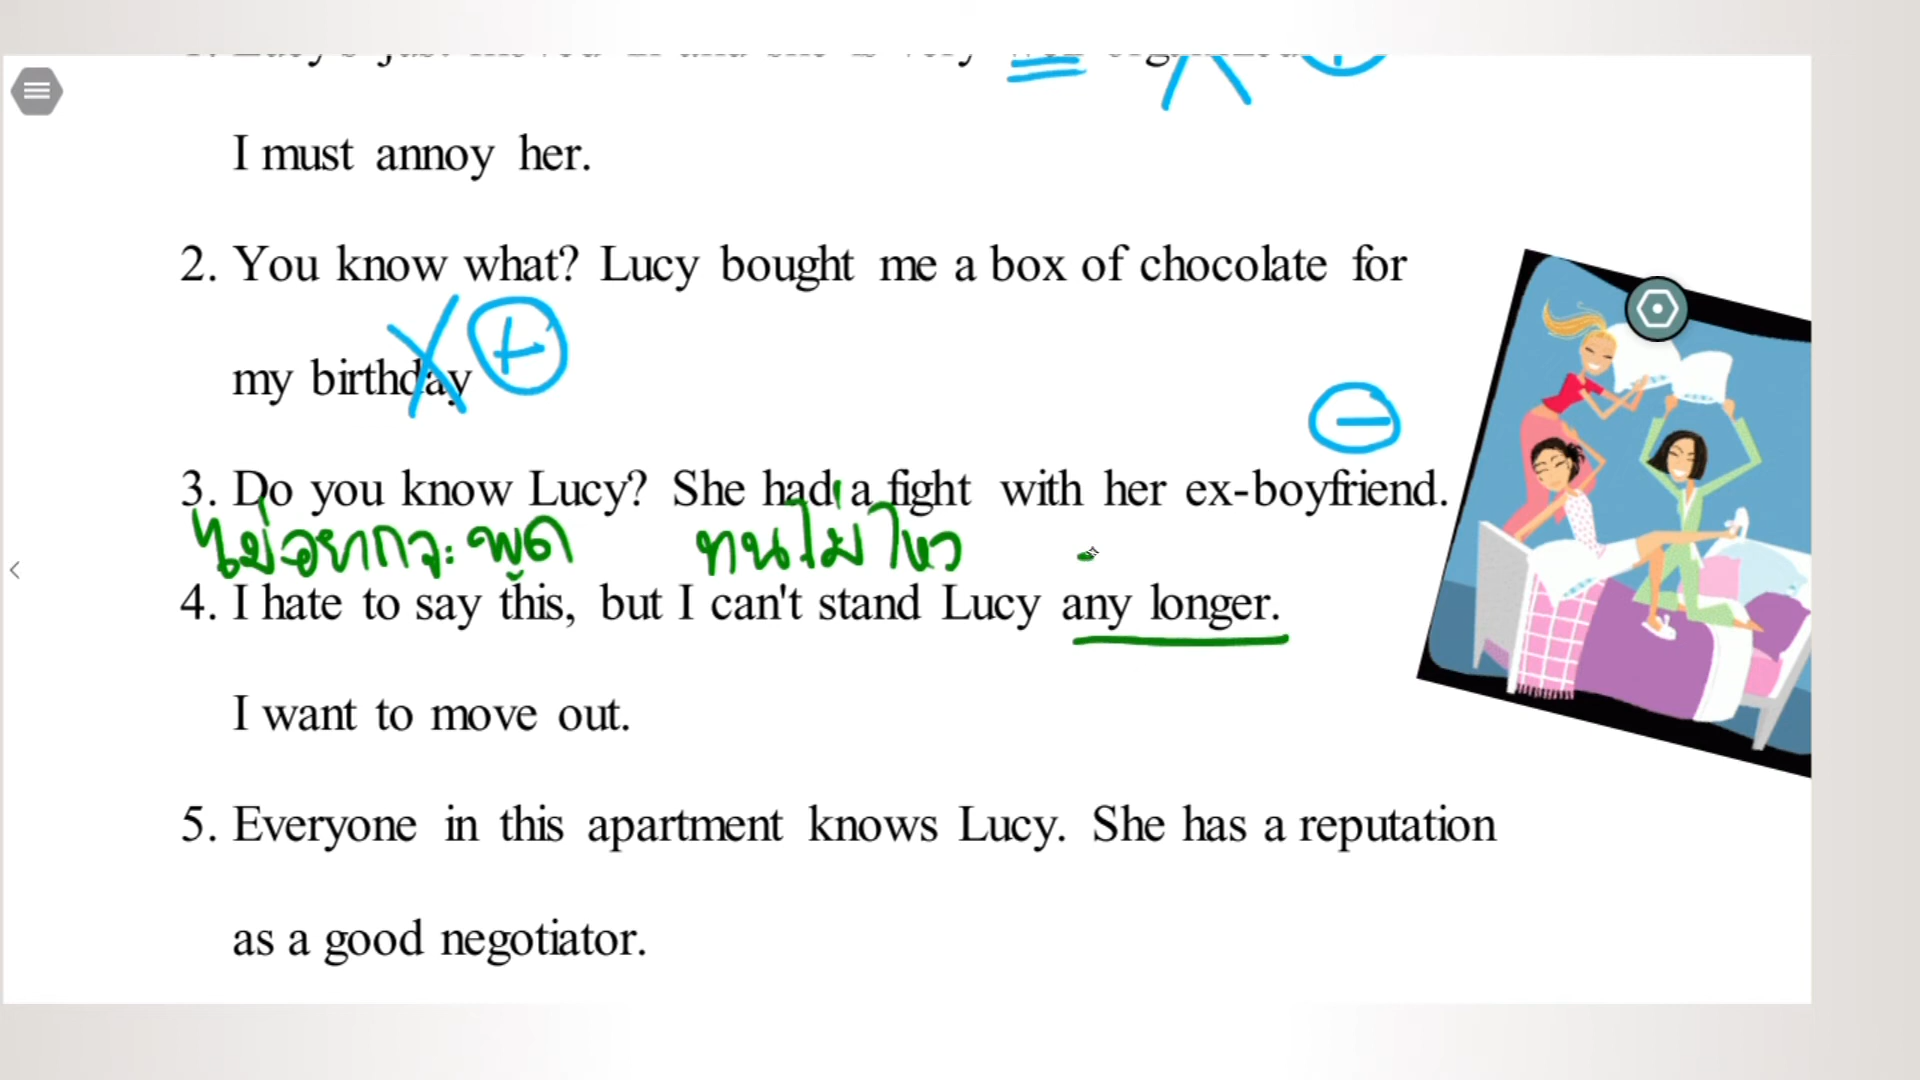 I must annoy her.
2. You know what? Lucy bought me a box of chocolate for
my birthday
3. Do you know Lucy? She had a fight with her ex-boyfriend.
ไม่อยากจะพูด ทนไม่ไหว
4. I hate to say this, but I can't stand Lucy any longer.
I want to move out.
5. Everyone in this apartment knows Lucy. She has a reputation
as a good negotiator.